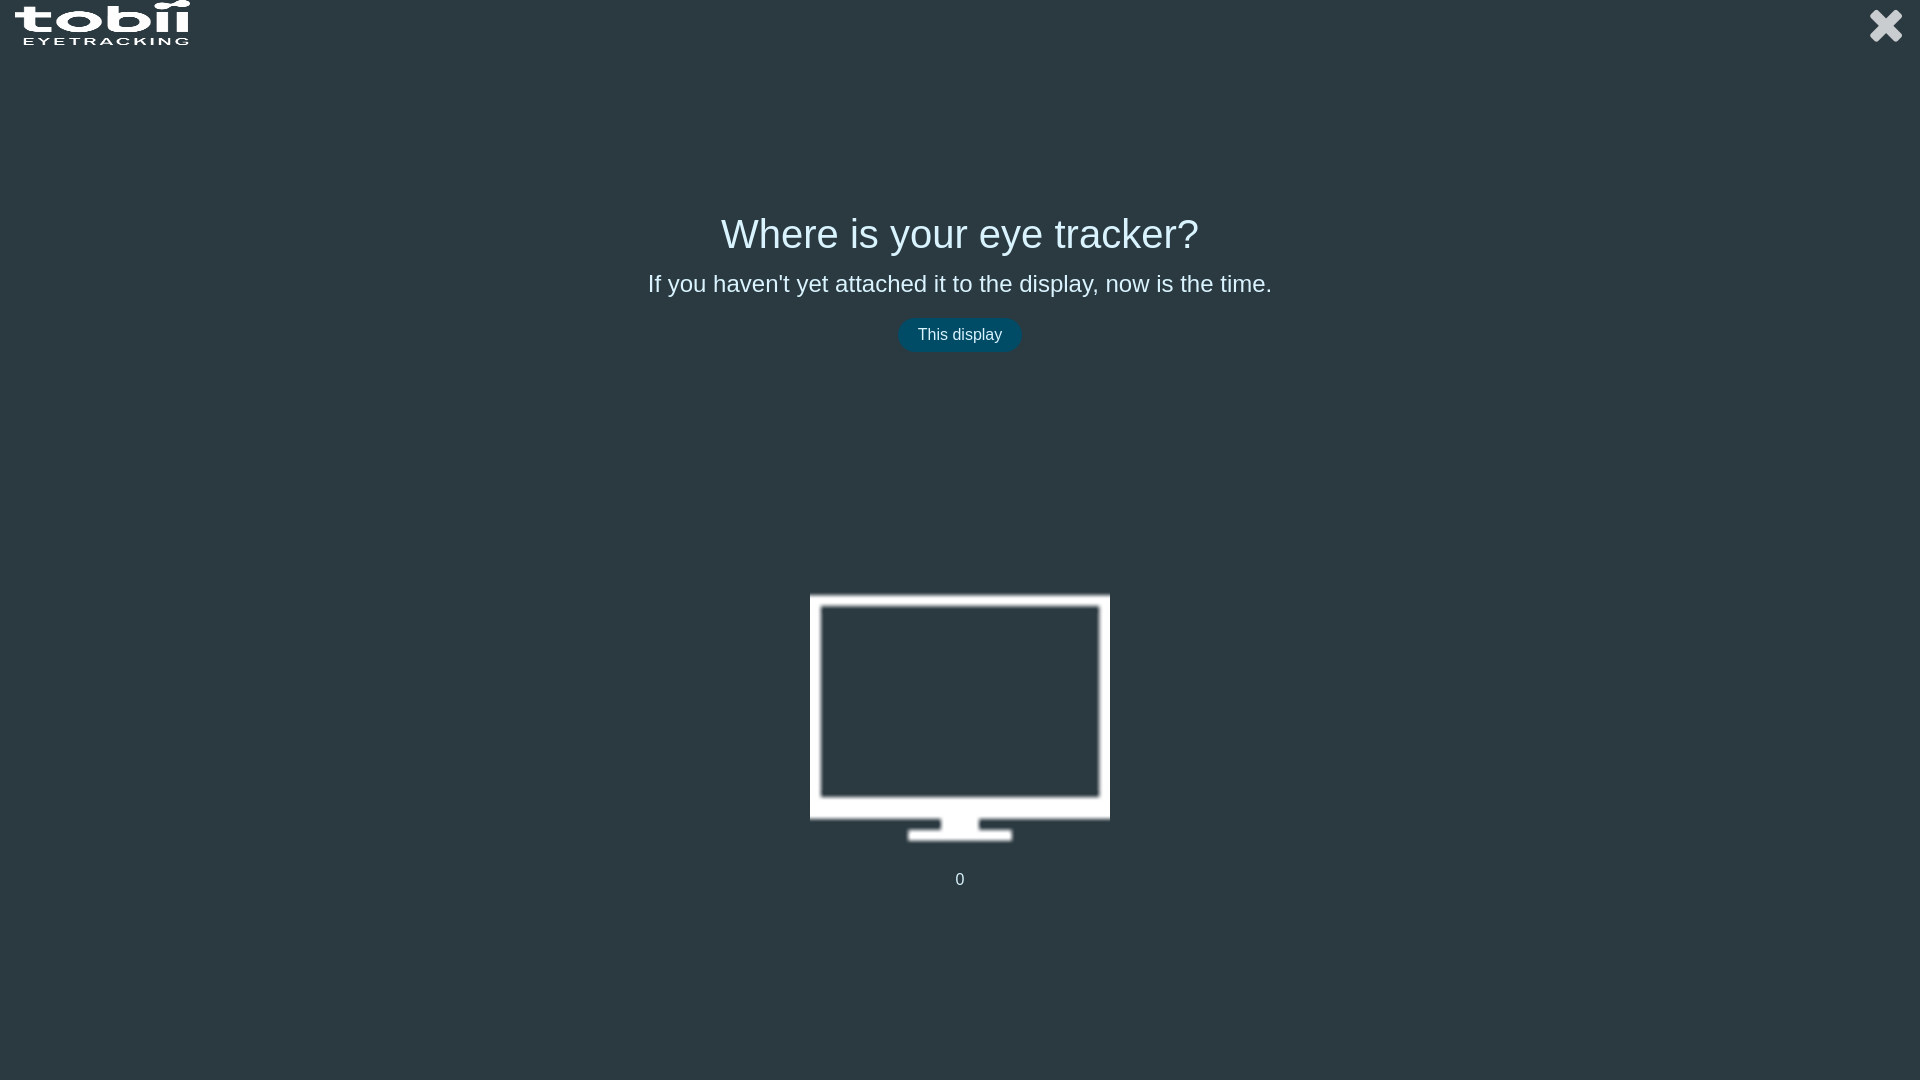 tobii
EYETRACKING
Where is your eye tracker?
If you haven't yet attached it to the display, now is the time.
This display
0